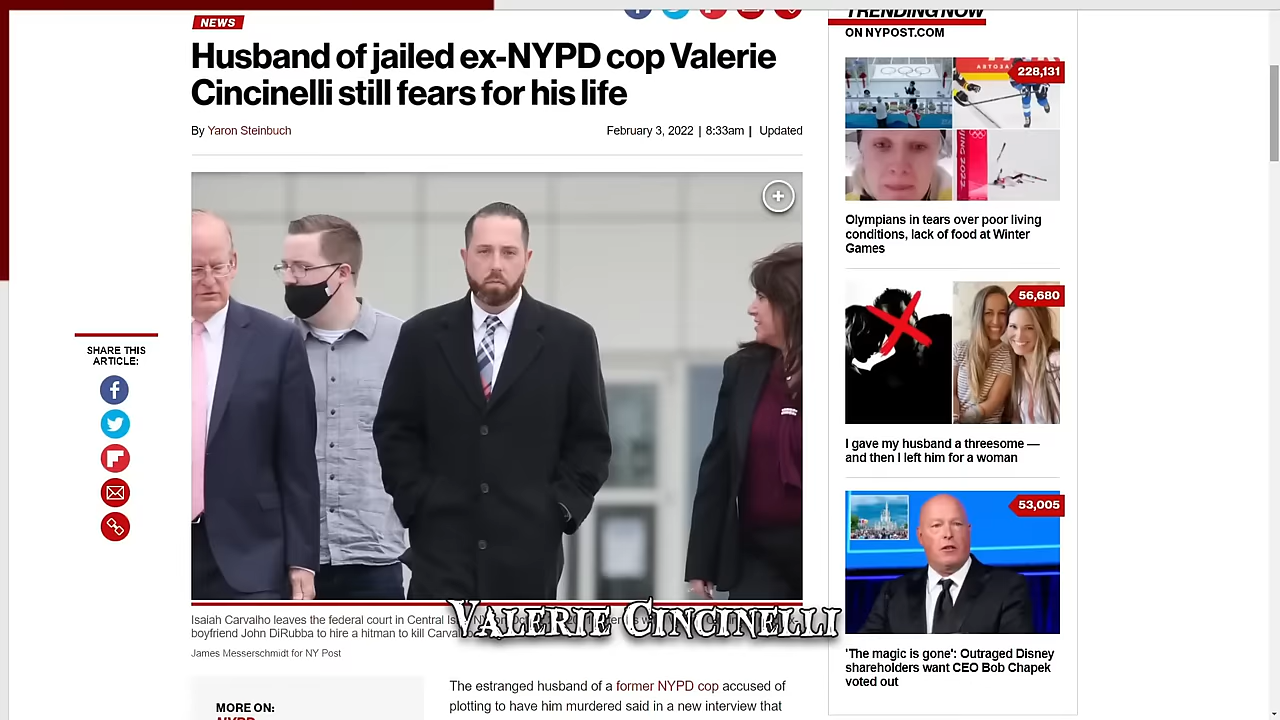 NEWS
TRENDING NOW
ON NYPOST.COM
Husband of jailed ex-NYPD cop Valerie
Cincinelli still fears for his life
By Yaron Steinbuch
February 3, 2022 | 8:33am | Updated
SHARE THIS
ARTICLE:
Isaiah Carvalho leaves the federal court in Central
boyfriend John DiRubba to hire a hitman to kill
VALERIE CINCINELLI
James Messerschmidt for NY Post
MORE ON:
NYPD
The estranged husband of a former NYPD cop accused of
plotting to have him murdered said in a new interview that
АВТОЗА
228,131
Olympians in tears over poor living
conditions, lack of food at Winter
Games
56,680
I gave my husband a threesome —
and then I left him for a woman
53,005
'The magic is gone': Outraged Disney
shareholders want CEO Bob Chapek
voted out